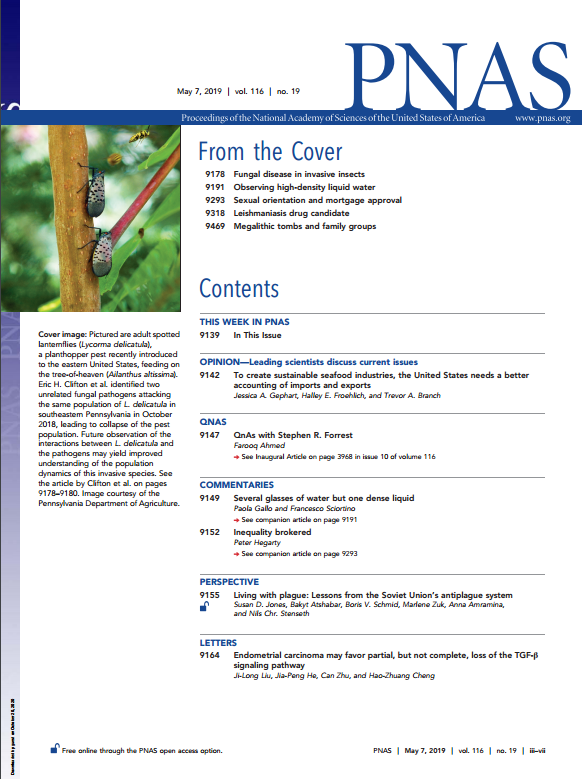 PNAS
May 7, 2019 | vol. 116 | no. 19
Proceedings of the National Academy of Sciences of the United States of America www.pnas.org
From the Cover
9178 Fungal disease in invasive insects
9191 Observing high-density liquid water
9293 Sexual orientation and mortgage approval
9318 Leishmaniasis drug candidate
9469 Megalithic tombs and family groups
Cover image: Pictured are adult spotted
lanternflies (Lycorma delicatula),
a planthopper pest recently introduced
to the eastern United States, feeding on
the tree-of-heaven (Ailanthus altissima).
Eric H. Clifton et al. identified two
unrelated fungal pathogens attacking
the same population of L. delicatula in
southeastern Pennsylvania in October
2018, leading to collapse of the pest
population. Future observation of the
interactions between L. delicatula and
the pathogens may yield improved
understanding of the population
dynamics of this invasive species. See
the article by Clifton et al. on pages
9178–9180. Image courtesy of the
Pennsylvania Department of Agriculture.
Contents
THIS WEEK IN PNAS
9139 In This Issue
OPINION—Leading scientists discuss current issues
9142 To create sustainable seafood industries, the United States needs a better
accounting of imports and exports
Jessica A. Gephart, Halley E. Froehlich, and Trevor A. Branch
QNAS
9147 QnAs with Stephen R. Forrest
Farooq Ahmed
→ See Inaugural Article on page 3968 in issue 10 of volume 116
COMMENTARIES
9149 Several glasses of water but one dense liquid
Paola Gallo and Francesco Sciortino
→ See companion article on page 9191
9152 Inequality brokered
Peter Hegarty
→ See companion article on page 9293
PERSPECTIVE
9155 Living with plague: Lessons from the Soviet Union's antiplague system
Susan D. Jones, Bakyt Atshabar, Boris V. Schmid, Marlene Zuk, Anna Amramina,
and Nils Chr. Stenseth
LETTERS
9164 Endometrial carcinoma may favor partial, but not complete, loss of the TGF-β
signaling pathway
Ji-Long Liu, Jia-Peng He, Can Zhu, and Hao-Zhuang Cheng
Downloaded by guest on October 28, 2020
Free online through the PNAS open access option.
PNAS | May 7, 2019 | vol. 116 | no. 19 | iii–vii